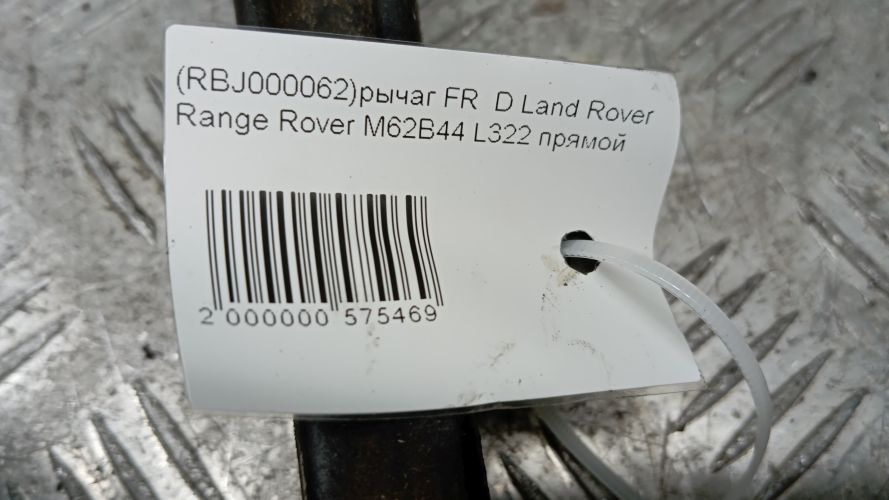 (RBJ000062)рычаг FR D Land Rover
Range Rover M62B44 L322 прямой
2 000000 575469